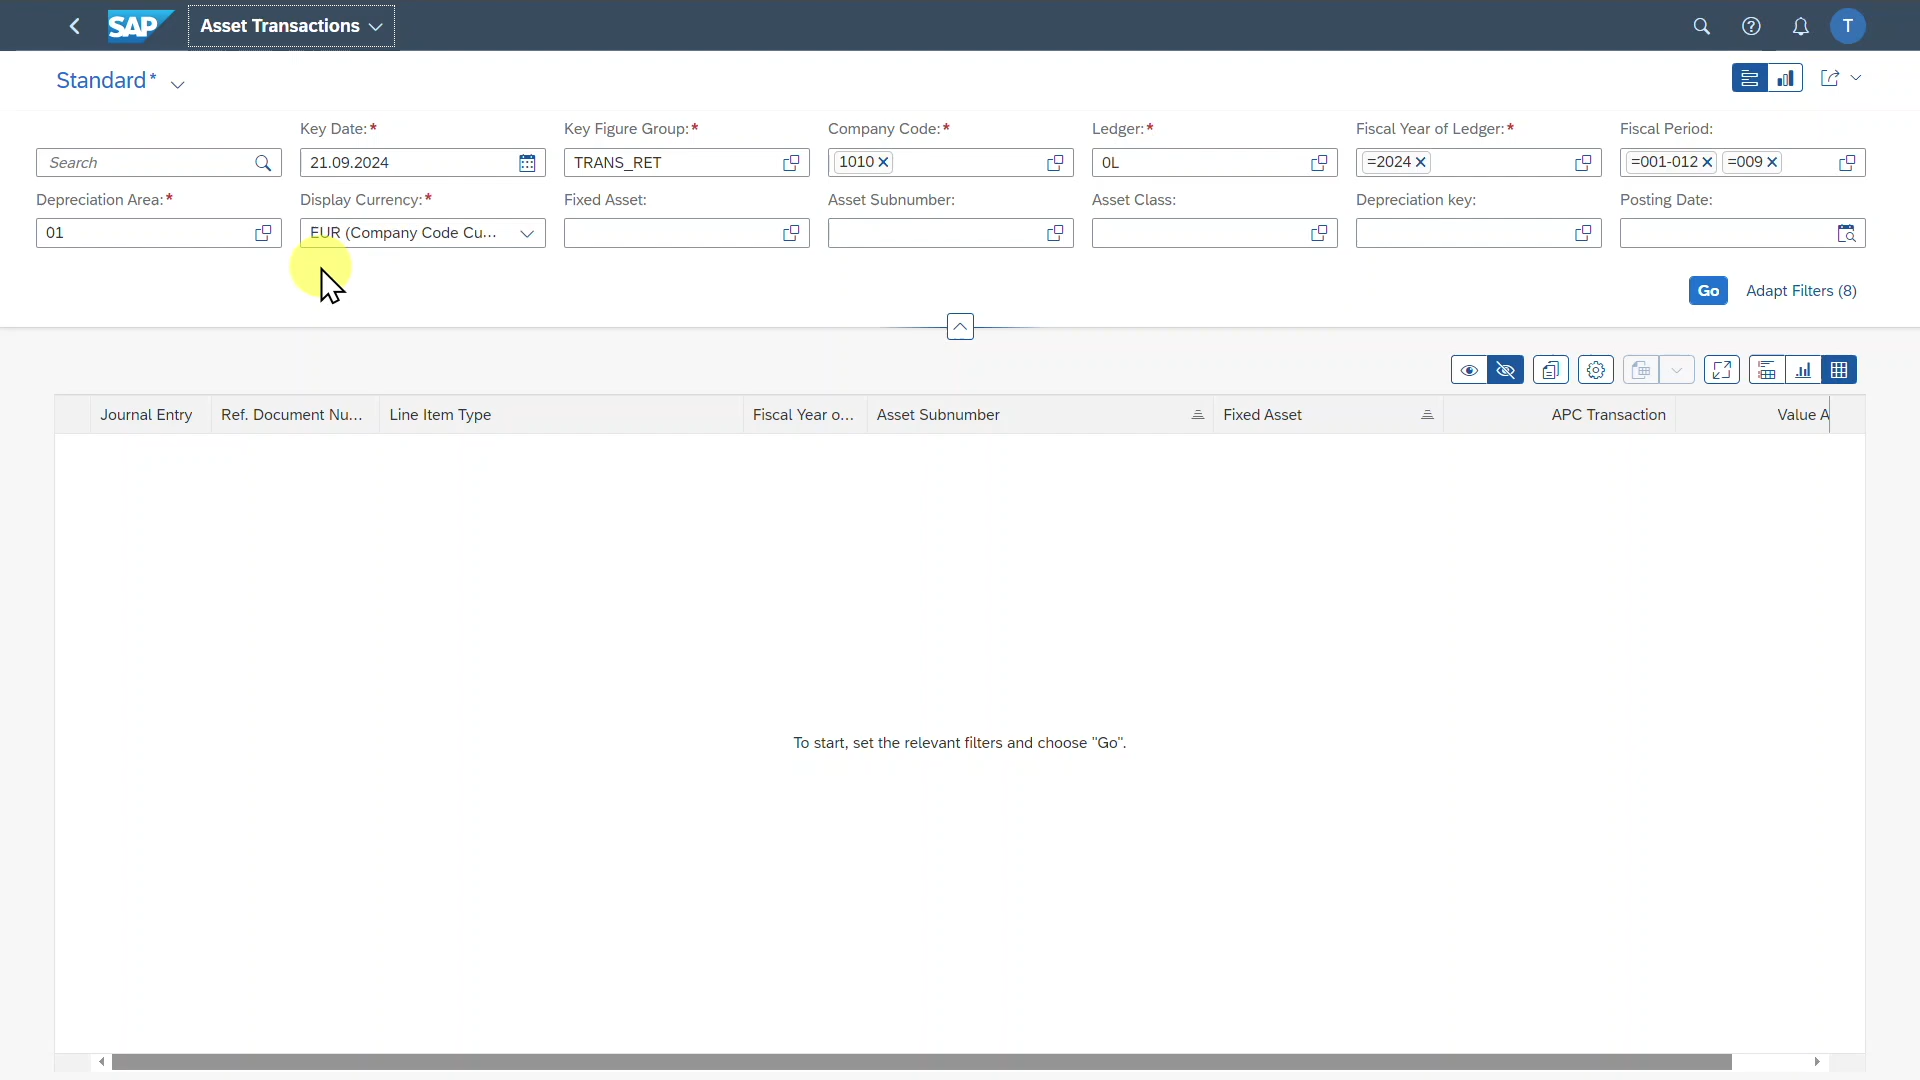 SAP Asset Transactions T
Standard*
Key Date:* Key Figure Group:* Company Code:* Ledger:* Fiscal Year of Ledger:* Fiscal Period:
Search 21.09.2024 TRANS_RET 1010 0L =2024 =001-012 =009
Depreciation Area:* Display Currency:* Fixed Asset: Asset Subnumber: Asset Class: Depreciation key: Posting Date:
01 EUR (Company Code Cu...
Go Adapt Filters (8)
Journal Entry Ref. Document Nu... Line Item Type Fiscal Year o... Asset Subnumber Fixed Asset APC Transaction Value A
To start, set the relevant filters and choose "Go".